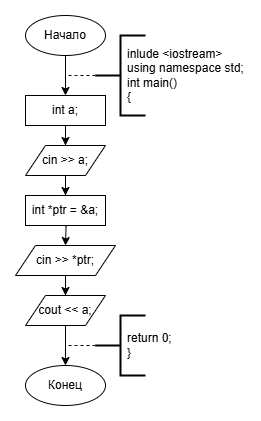 Начало
inlude <iostream>
using namespace std;
int main()
{
int a;
cin >> a;
int *ptr = &a;
cin >> *ptr;
cout << a;
return 0;
}
Конец